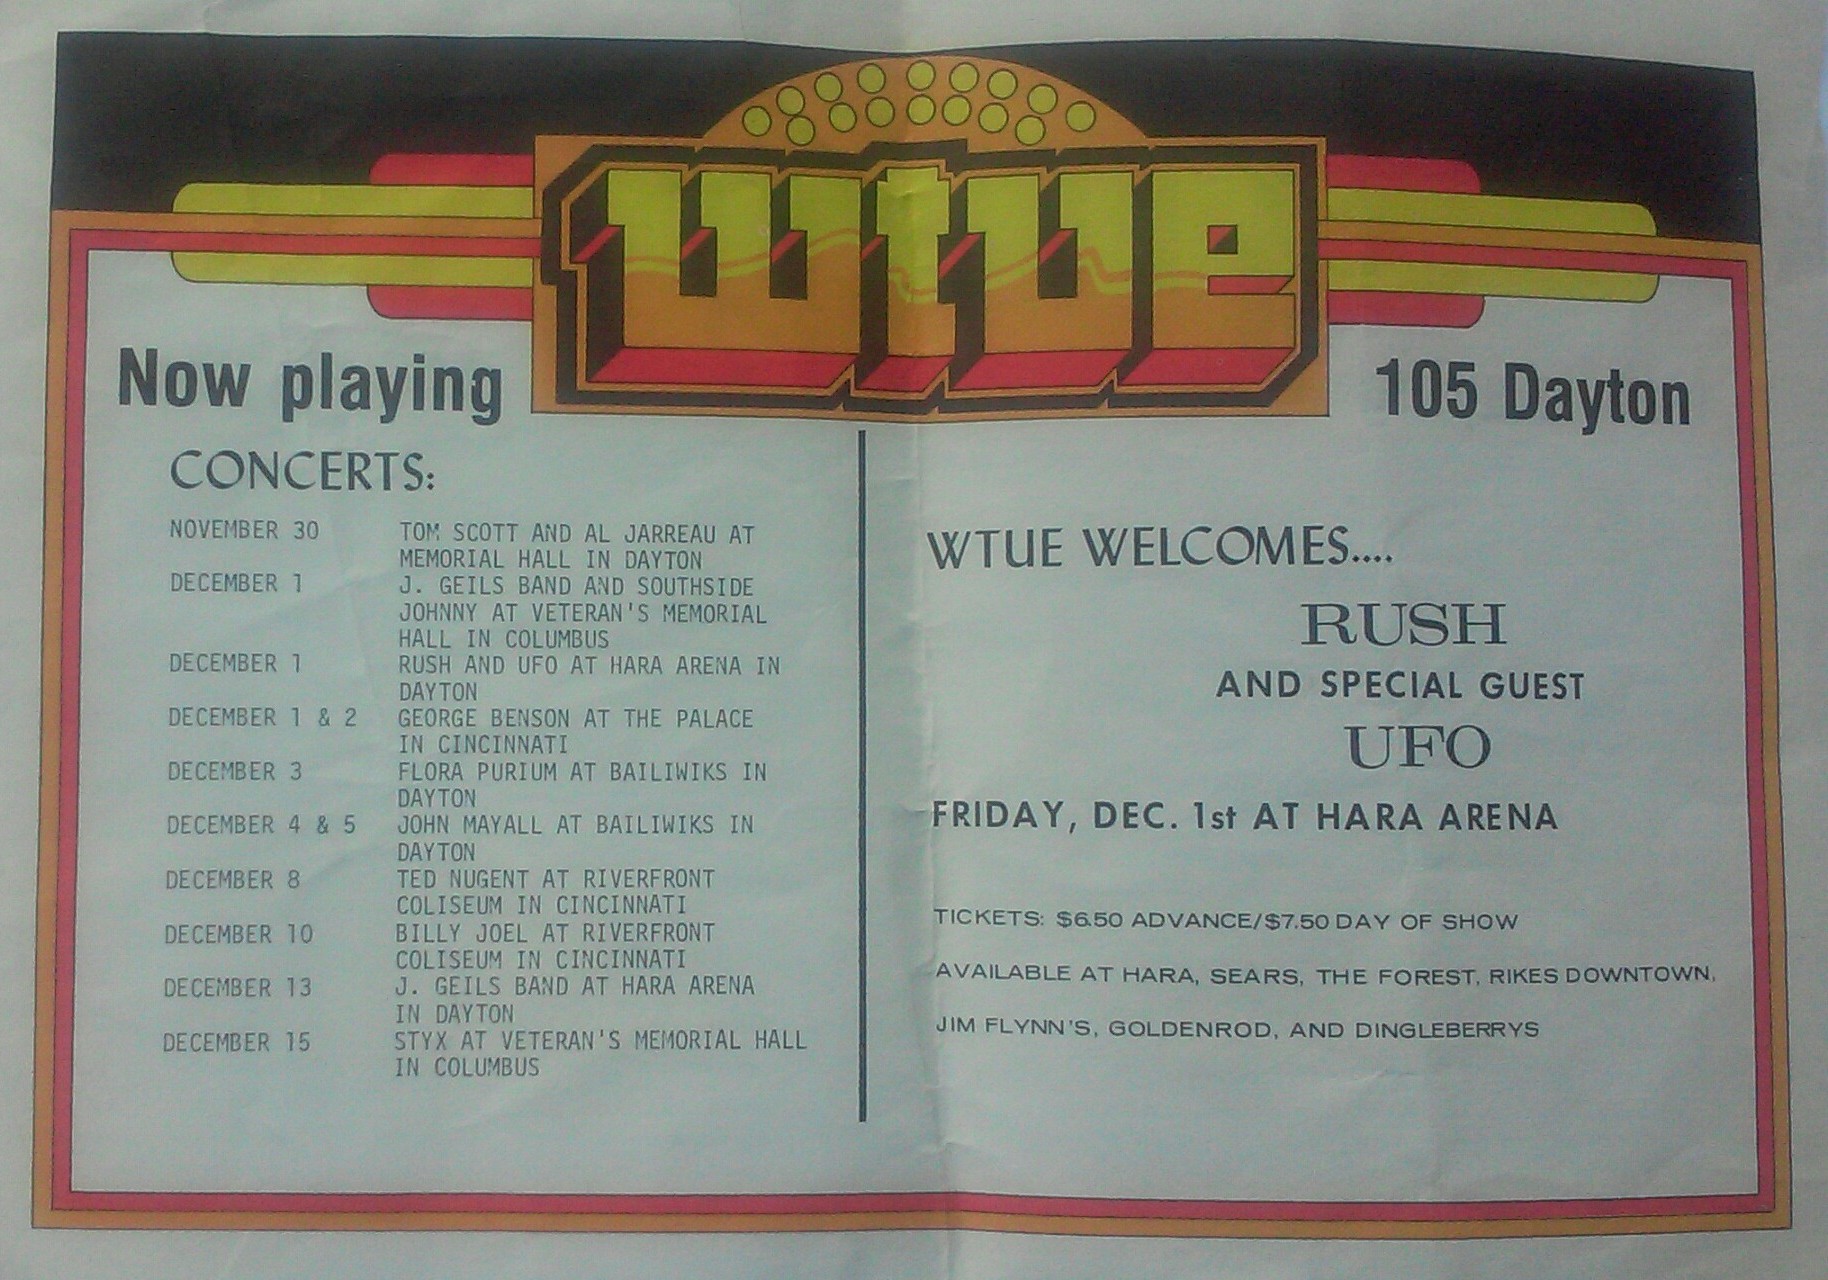 wtue
Now playing
105 Dayton
CONCERTS:
NOVEMBER 30 TOM SCOTT AND AL JARREAU AT
MEMORIAL HALL IN DAYTON
DECEMBER 1 J. GEILS BAND AND SOUTHSIDE
JOHNNY AT VETERAN'S MEMORIAL
HALL IN COLUMBUS
DECEMBER 1 RUSH AND UFO AT HARA ARENA IN
DAYTON
DECEMBER 1 & 2 GEORGE BENSON AT THE PALACE
IN CINCINNATI
DECEMBER 3 FLORA PURIUM AT BAILIWIKS IN
DAYTON
DECEMBER 4 & 5 JOHN MAYALL AT BAILIWIKS IN
DAYTON
DECEMBER 8 TED NUGENT AT RIVERFRONT
COLISEUM IN CINCINNATI
DECEMBER 10 BILLY JOEL AT RIVERFRONT
COLISEUM IN CINCINNATI
DECEMBER 13 J. GEILS BAND AT HARA ARENA
IN DAYTON
DECEMBER 15 STYX AT VETERAN'S MEMORIAL HALL
IN COLUMBUS
WTUE WELCOMES....
RUSH
AND SPECIAL GUEST
UFO
FRIDAY, DEC. 1st AT HARA ARENA
TICKETS: $6.50 ADVANCE/$7.50 DAY OF SHOW
AVAILABLE AT HARA, SEARS, THE FOREST, RIKES DOWNTOWN,
JIM FLYNN'S, GOLDENROD, AND DINGLEBERRYS